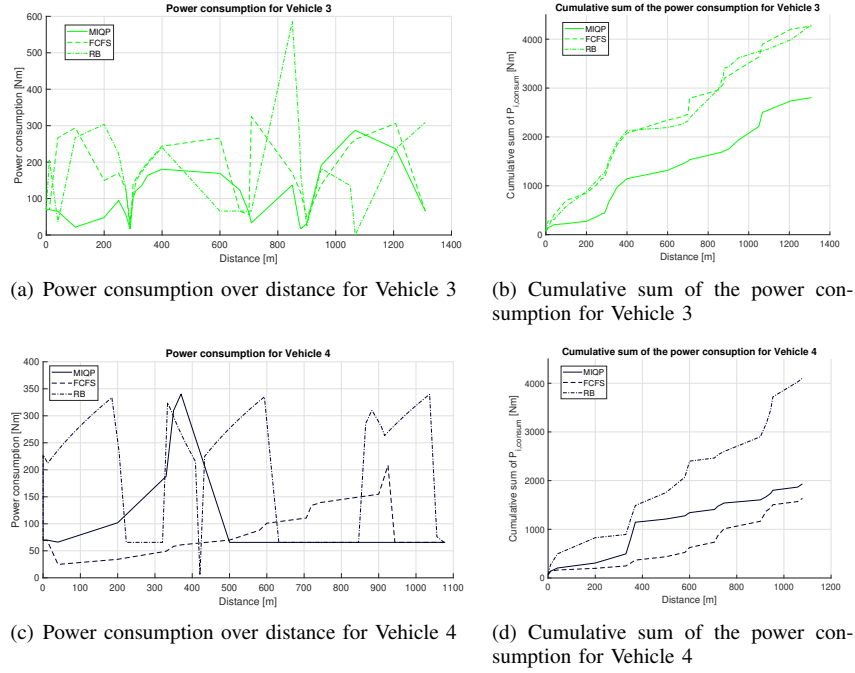 Power consumption for Vehicle 3
Power consumption [Nm]
600
500
400
300
200
100
0
MIQP
FCFS
RB
0 200 400 600 800 1000 1200 1400
Distance [m]
(a) Power consumption over distance for Vehicle 3
Cumulative sum of the power consumption for Vehicle 3
Cumulative sum of P_i,consum [Nm]
4000
3000
2000
1000
0
MIQP
FCFS
RB
0 200 400 600 800 1000 1200 1400
Distance [m]
(b) Cumulative sum of the power con-
sumption for Vehicle 3
Power consumption for Vehicle 4
Power consumption [Nm]
400
350
300
250
200
150
100
50
0
MIQP
FCFS
RB
0 100 200 300 400 500 600 700 800 900 1000 1100
Distance [m]
(c) Power consumption over distance for Vehicle 4
Cumulative sum of the power consuption for Vehicle 4
Cumulative sum of P_i,consum [Nm]
4000
3000
2000
1000
0
MIQP
FCFS
RB
0 200 400 600 800 1000 1200
Distance [m]
(d) Cumulative sum of the power con-
sumption for Vehicle 4